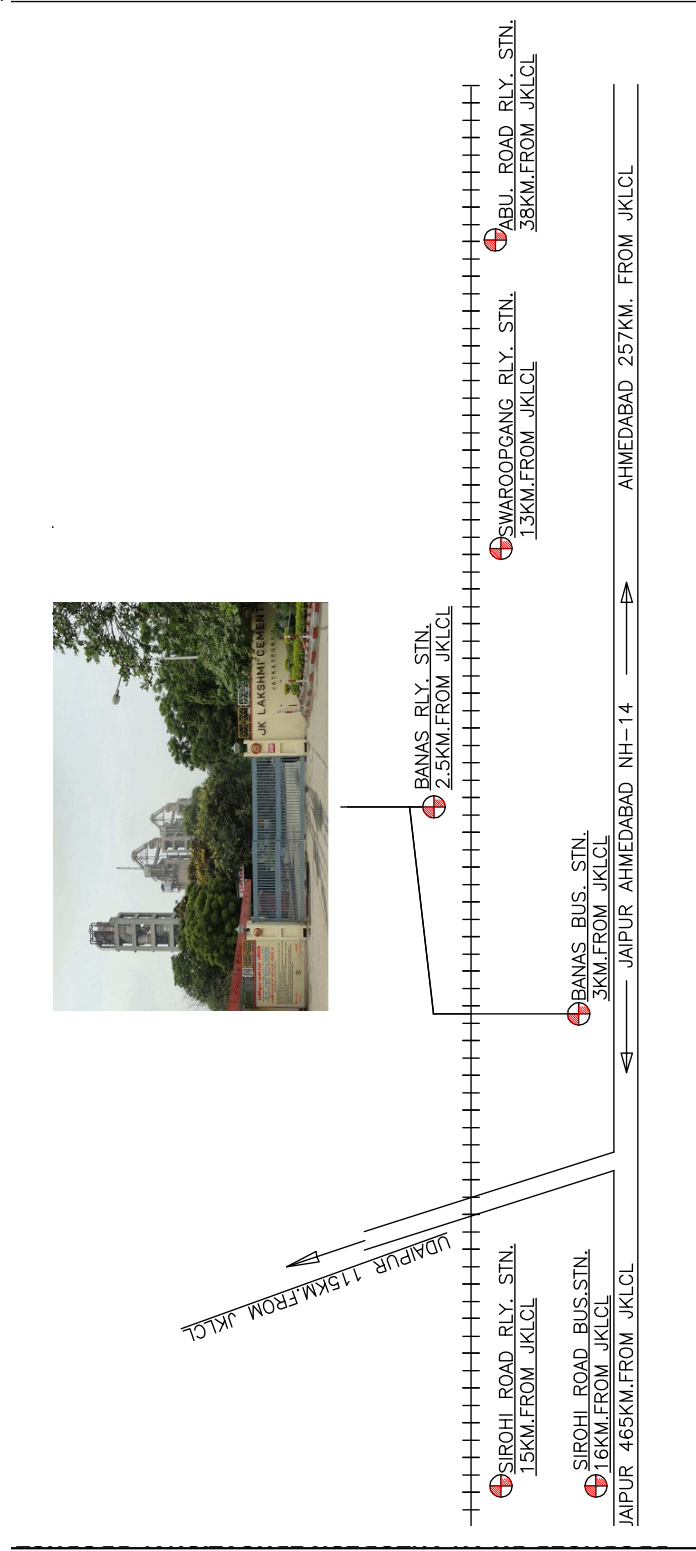 JK LAKSHMI CEMENT
JAYKAYPURAM
UDAIPUR 115KM.FROM JKLCL
SIROHI ROAD RLY. STN.
15KM.FROM JKLCL
BANAS RLY. STN.
2.5KM.FROM JKLCL
SWAROOPGANG RLY. STN.
13KM.FROM JKLCL
ABU. ROAD RLY. STN.
38KM.FROM JKLCL
SIROHI ROAD BUS.STN.
16KM.FROM JKLCL
BANAS BUS. STN.
3KM.FROM JKLCL
JAIPUR 465KM.FROM JKLCL
JAIPUR AHMEDABAD NH-14
AHMEDABAD 257KM. FROM JKLCL